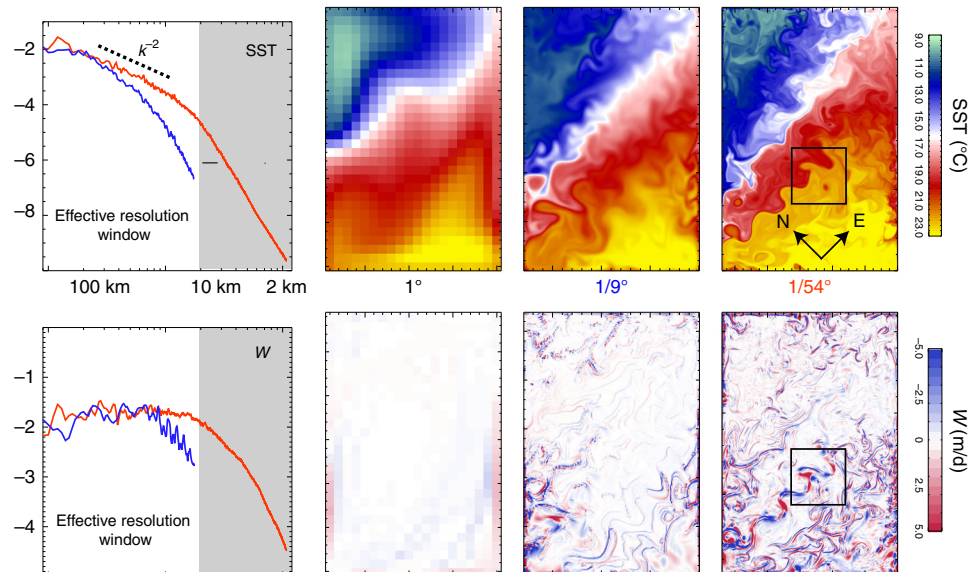 −2
−4
−6
−8
k−2
SST
Effective resolution
window
100 km
10 km
2 km
1°
1/9°
1/54°
N
E
9.0
11.0
13.0
15.0
17.0
19.0
21.0
23.0
SST (°C)
−1
−2
−3
−4
W
Effective resolution
window
−5.0
−2.5
0
2.5
5.0
W (m/d)